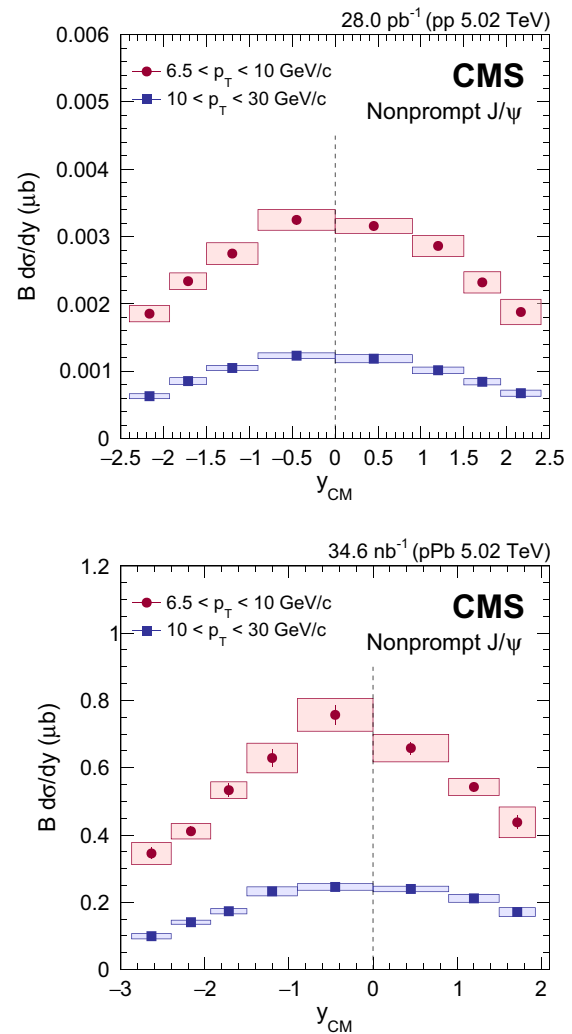 28.0 pb⁻¹ (pp 5.02 TeV)
0.006
6.5 < p_T < 10 GeV/c
CMS
10 < p_T < 30 GeV/c
Nonprompt J/ψ
0.005
0.004
0.003
0.002
0.001
0
B dσ/dy (μb)
−2.5 −2 −1.5 −1 −0.5 0 0.5 1 1.5 2 2.5
y_CM
34.6 nb⁻¹ (pPb 5.02 TeV)
1.2
6.5 < p_T < 10 GeV/c
CMS
10 < p_T < 30 GeV/c
Nonprompt J/ψ
1
0.8
0.6
0.4
0.2
0
B dσ/dy (μb)
−3 −2 −1 0 1 2
y_CM